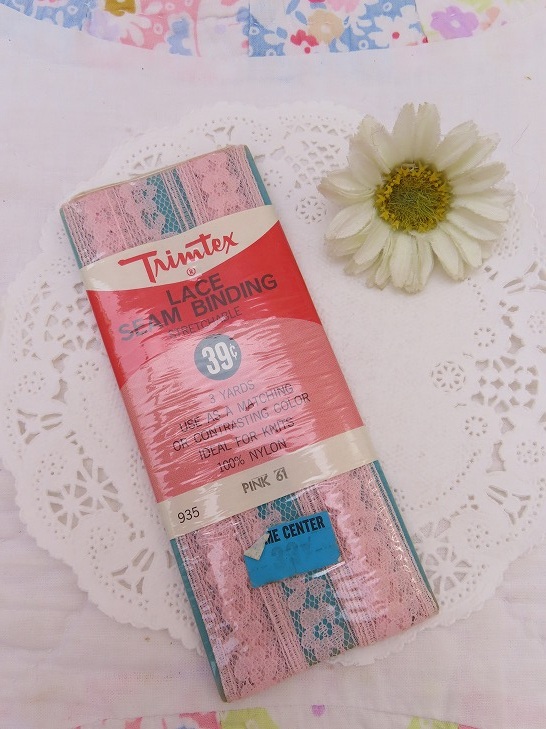 Trimtex
®
LACE
SEAM BINDING
STRETCHABLE
39¢
3 YARDS
USE AS A MATCHING
OR CONTRASTING COLOR
IDEAL FOR KNITS
100% NYLON
PINK 61
935
ME CENTER